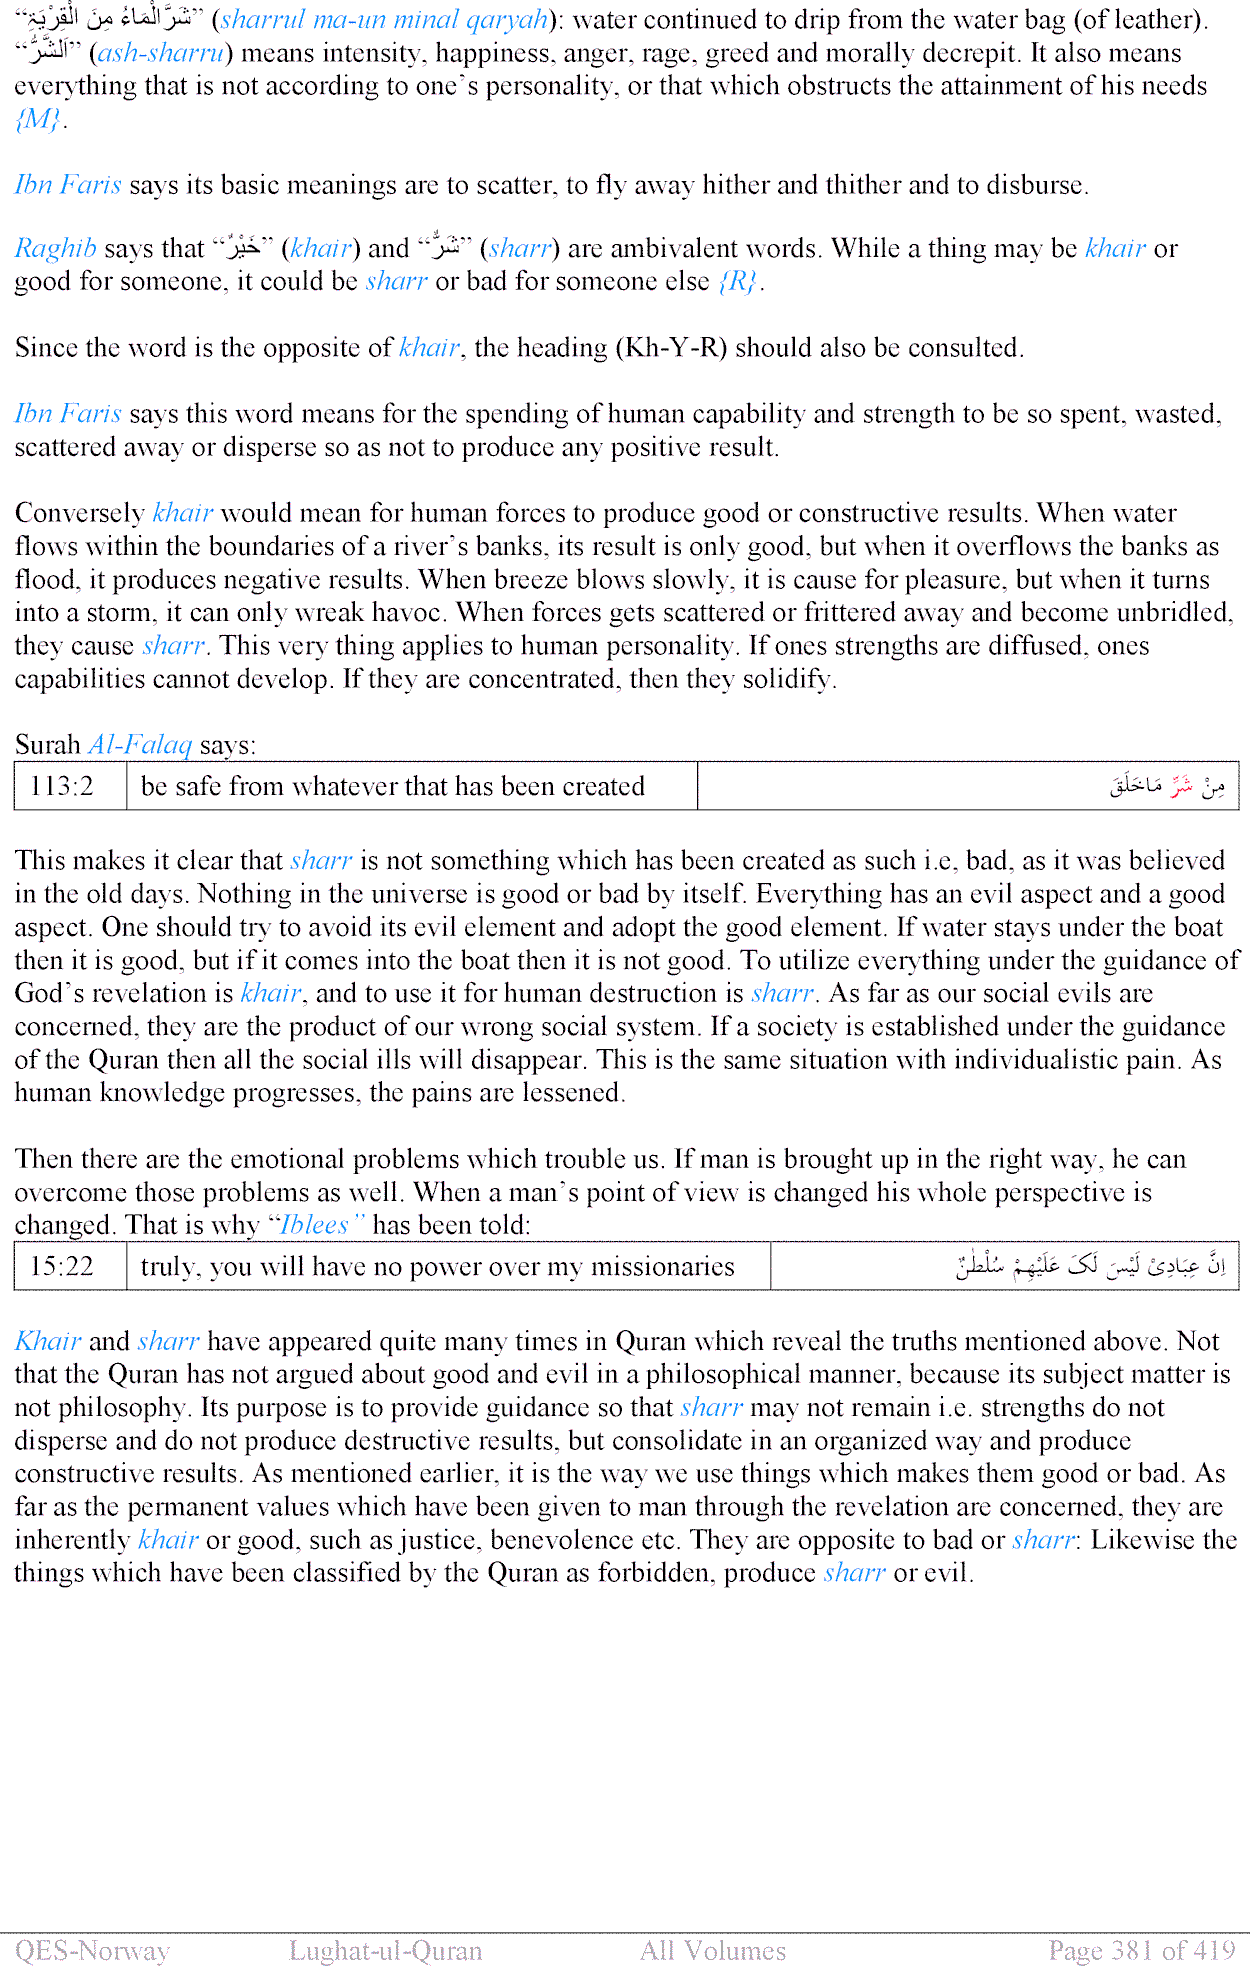 “شَرَّالْمَاءُ مِنَ الْقِرْيَۃِ” (sharrul ma-un minal qaryah): water continued to drip from the water bag (of leather).
“اَلشَّرُّ” (ash-sharru) means intensity, happiness, anger, rage, greed and morally decrepit. It also means
everything that is not according to one’s personality, or that which obstructs the attainment of his needs
{M}.
Ibn Faris says its basic meanings are to scatter, to fly away hither and thither and to disburse.
Raghib says that “خَيْرٌ” (khair) and “شَرٌّ” (sharr) are ambivalent words. While a thing may be khair or
good for someone, it could be sharr or bad for someone else {R}.
Since the word is the opposite of khair, the heading (Kh-Y-R) should also be consulted.
Ibn Faris says this word means for the spending of human capability and strength to be so spent, wasted,
scattered away or disperse so as not to produce any positive result.
Conversely khair would mean for human forces to produce good or constructive results. When water
flows within the boundaries of a river’s banks, its result is only good, but when it overflows the banks as
flood, it produces negative results. When breeze blows slowly, it is cause for pleasure, but when it turns
into a storm, it can only wreak havoc. When forces gets scattered or frittered away and become unbridled,
they cause sharr. This very thing applies to human personality. If ones strengths are diffused, ones
capabilities cannot develop. If they are concentrated, then they solidify.
Surah Al-Falaq says:
113:2 be safe from whatever that has been created مِنْ شَرِّ مَاخَلَقَ
This makes it clear that sharr is not something which has been created as such i.e, bad, as it was believed
in the old days. Nothing in the universe is good or bad by itself. Everything has an evil aspect and a good
aspect. One should try to avoid its evil element and adopt the good element. If water stays under the boat
then it is good, but if it comes into the boat then it is not good. To utilize everything under the guidance of
God’s revelation is khair, and to use it for human destruction is sharr. As far as our social evils are
concerned, they are the product of our wrong social system. If a society is established under the guidance
of the Quran then all the social ills will disappear. This is the same situation with individualistic pain. As
human knowledge progresses, the pains are lessened.
Then there are the emotional problems which trouble us. If man is brought up in the right way, he can
overcome those problems as well. When a man’s point of view is changed his whole perspective is
changed. That is why “Iblees” has been told:
15:22 truly, you will have no power over my missionaries اِنَّ عِبَادِیْ لَيْسَ لَکَ عَلَيْهِمْ سُلْطٰنٌ
Khair and sharr have appeared quite many times in Quran which reveal the truths mentioned above. Not
that the Quran has not argued about good and evil in a philosophical manner, because its subject matter is
not philosophy. Its purpose is to provide guidance so that sharr may not remain i.e. strengths do not
disperse and do not produce destructive results, but consolidate in an organized way and produce
constructive results. As mentioned earlier, it is the way we use things which makes them good or bad. As
far as the permanent values which have been given to man through the revelation are concerned, they are
inherently khair or good, such as justice, benevolence etc. They are opposite to bad or sharr: Likewise the
things which have been classified by the Quran as forbidden, produce sharr or evil.
QES-Norway Lughat-ul-Quran All Volumes Page 381 of 419